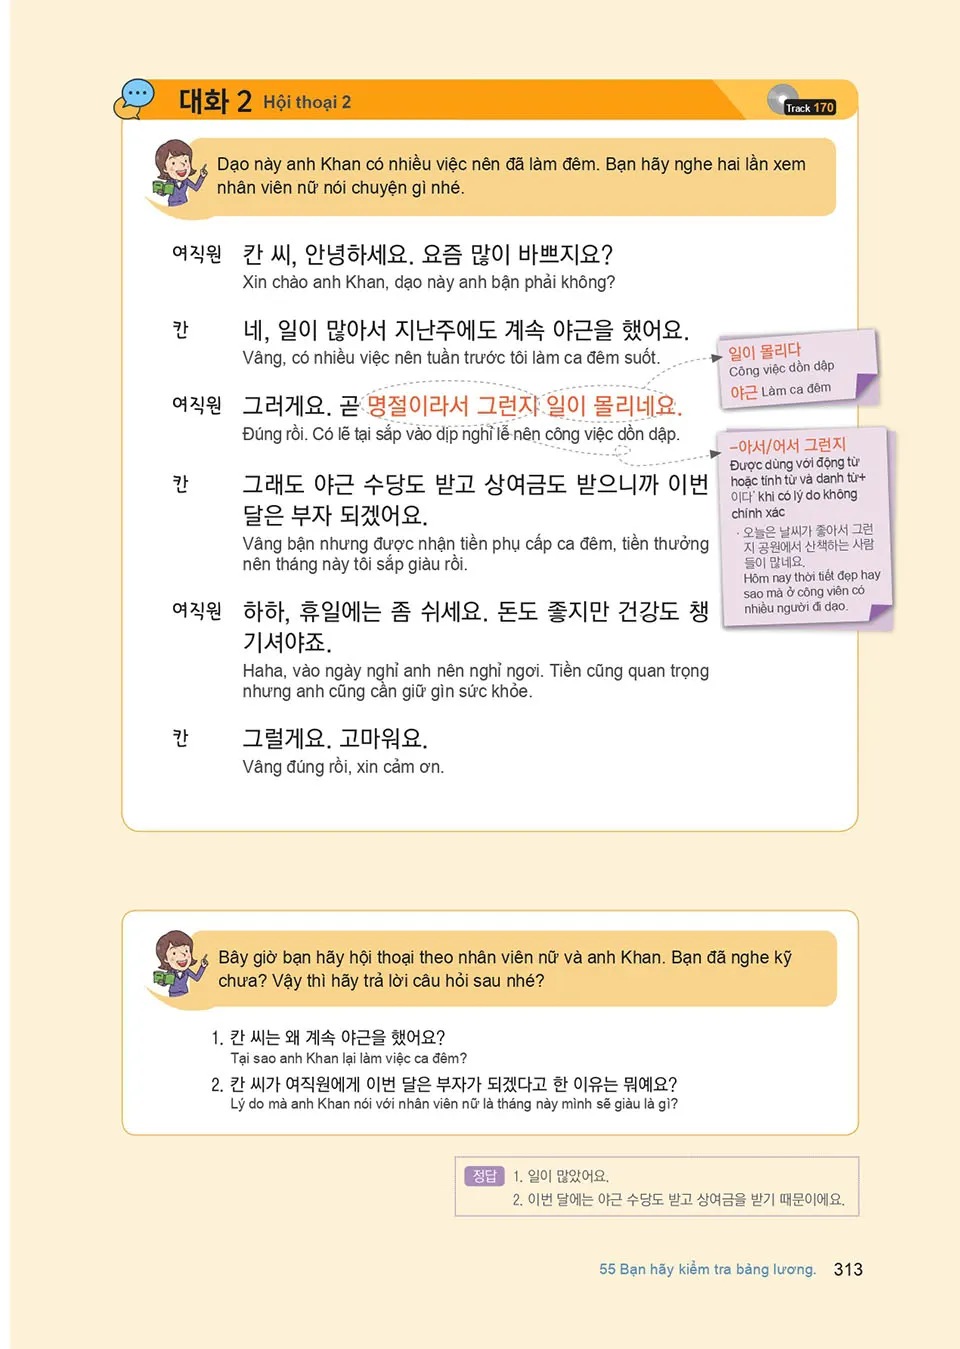 대화 2 Hội thoại 2
Track 170
Dạo này anh Khan có nhiều việc nên đã làm đêm. Bạn hãy nghe hai lần xem
nhân viên nữ nói chuyện gì nhé.
여직원 칸 씨, 안녕하세요. 요즘 많이 바쁘지요?
Xin chào anh Khan, dạo này anh bận phải không?
칸 네, 일이 많아서 지난주에도 계속 야근을 했어요.
Vâng, có nhiều việc nên tuần trước tôi làm ca đêm suốt.
여직원 그러게요. 곧 명절이라서 그런지 일이 몰리네요.
Đúng rồi. Có lẽ tại sắp vào dịp nghỉ lễ nên công việc dồn dập.
칸 그래도 야근 수당도 받고 상여금도 받으니까 이번
달은 부자 되겠어요.
Vâng bận nhưng được nhận tiền phụ cấp ca đêm, tiền thưởng
nên tháng này tôi sắp giàu rồi.
여직원 하하, 휴일에는 좀 쉬세요. 돈도 좋지만 건강도 챙
기셔야죠.
Haha, vào ngày nghỉ anh nên nghỉ ngơi. Tiền cũng quan trọng
nhưng anh cũng cần giữ gìn sức khỏe.
칸 그럴게요. 고마워요.
Vâng đúng rồi, xin cảm ơn.
일이 몰리다
Công việc dồn dập
야근 Làm ca đêm
-아서/어서 그런지
Được dùng với động từ
hoặc tính từ và danh từ+
이다' khi có lý do không
chính xác
· 오늘은 날씨가 좋아서 그런
지 공원에서 산책하는 사람
들이 많네요.
Hôm nay thời tiết đẹp hay
sao mà ở công viên có
nhiều người đi dạo.
Bây giờ bạn hãy hội thoại theo nhân viên nữ và anh Khan. Bạn đã nghe kỹ
chưa? Vậy thì hãy trả lời câu hỏi sau nhé?
1. 칸 씨는 왜 계속 야근을 했어요?
Tại sao anh Khan lại làm việc ca đêm?
2. 칸 씨가 여직원에게 이번 달은 부자가 되겠다고 한 이유는 뭐예요?
Lý do mà anh Khan nói với nhân viên nữ là tháng này mình sẽ giàu là gì?
정답 1. 일이 많았어요.
2. 이번 달에는 야근 수당도 받고 상여금을 받기 때문이에요.
55 Bạn hãy kiểm tra bảng lương. 313